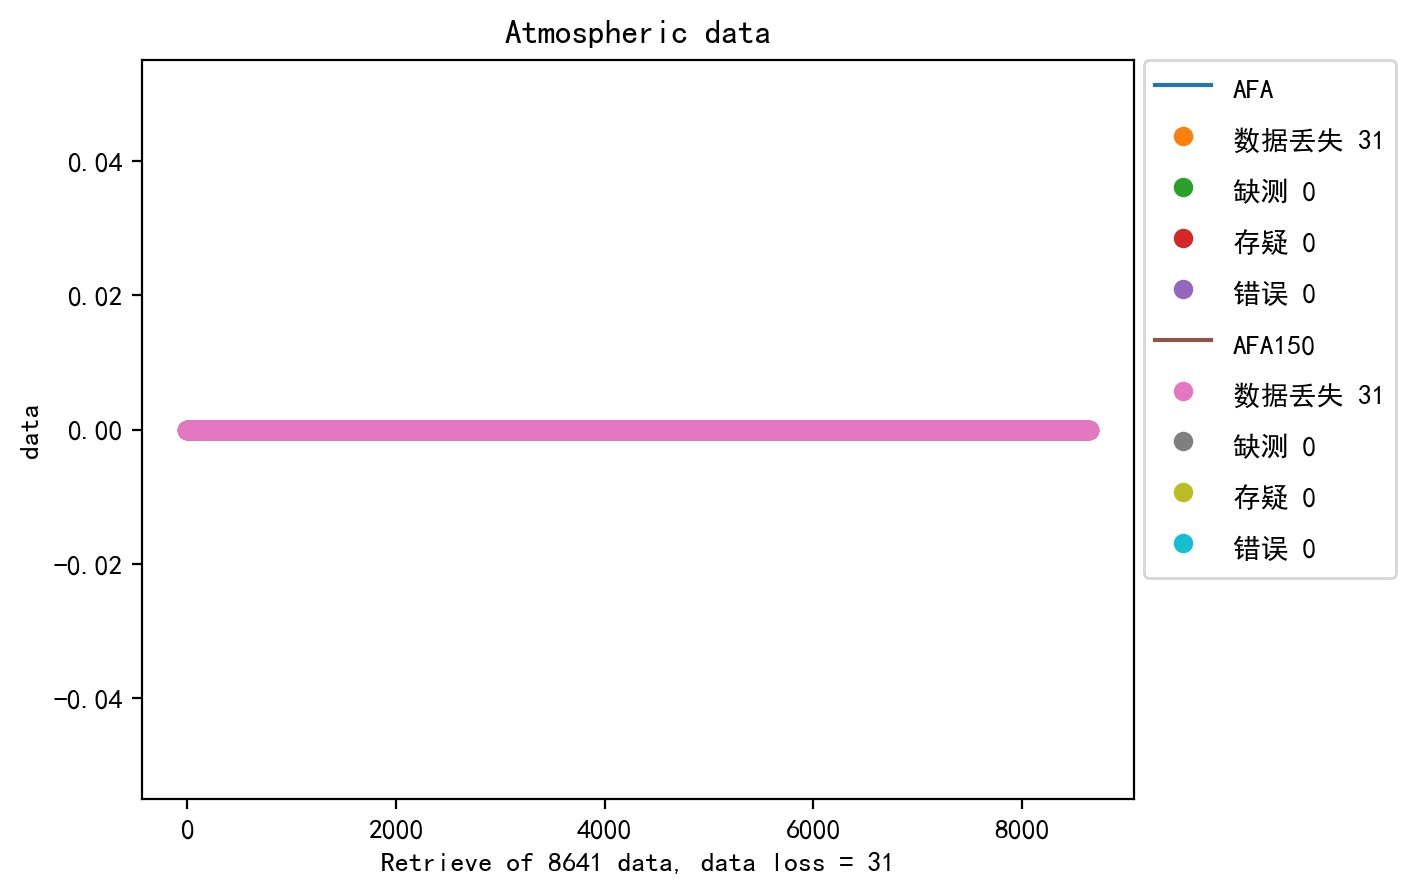 Atmospheric data
data
0.04
0.02
0.00
−0.02
−0.04
0 2000 4000 6000 8000
Retrieve of 8641 data, data loss = 31
AFA
数据丢失 31
缺测 0
存疑 0
错误 0
AFA150
数据丢失 31
缺测 0
存疑 0
错误 0